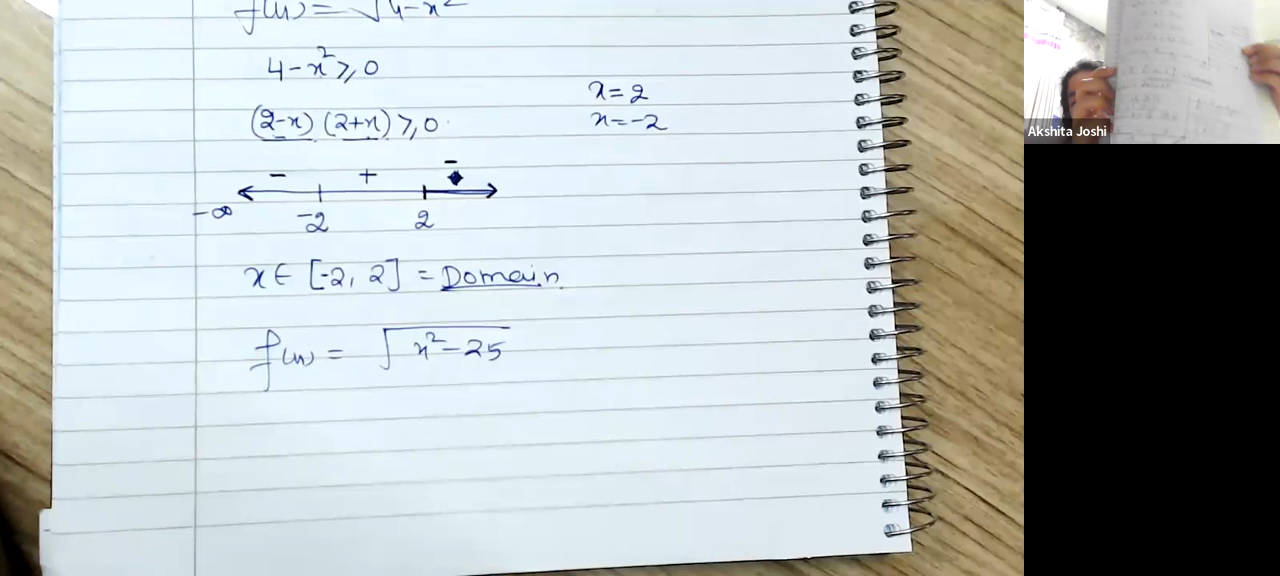 f(x) = √4-x²
4-x² ≥ 0
x = 2
(2-x) (2+x) ≥ 0
x = -2
- + -
-∞ -2 2
x ∈ [-2, 2] = Domain
f(x) = √x²-25
Akshita Joshi